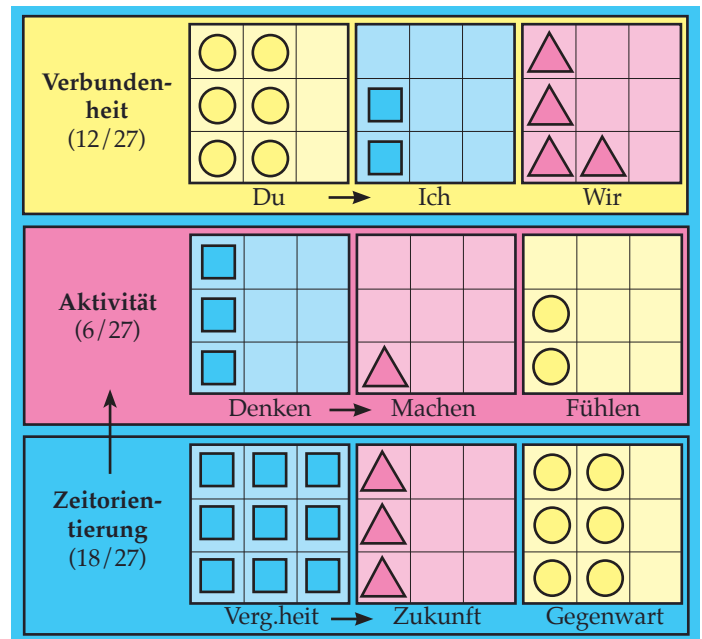 Verbunden-
heit
(12/27)
Du → Ich Wir
Aktivität
(6/27)
Denken → Machen Fühlen
Zeitorien-
tierung
(18/27)
Verg.heit → Zukunft Gegenwart